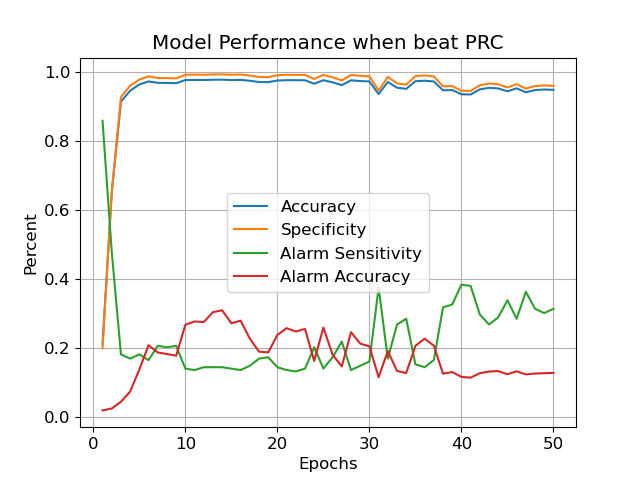 Model Performance when beat PRC
1.0
0.8
0.6
0.4
0.2
0.0
Percent
Accuracy
Specificity
Alarm Sensitivity
Alarm Accuracy
0 10 20 30 40 50
Epochs